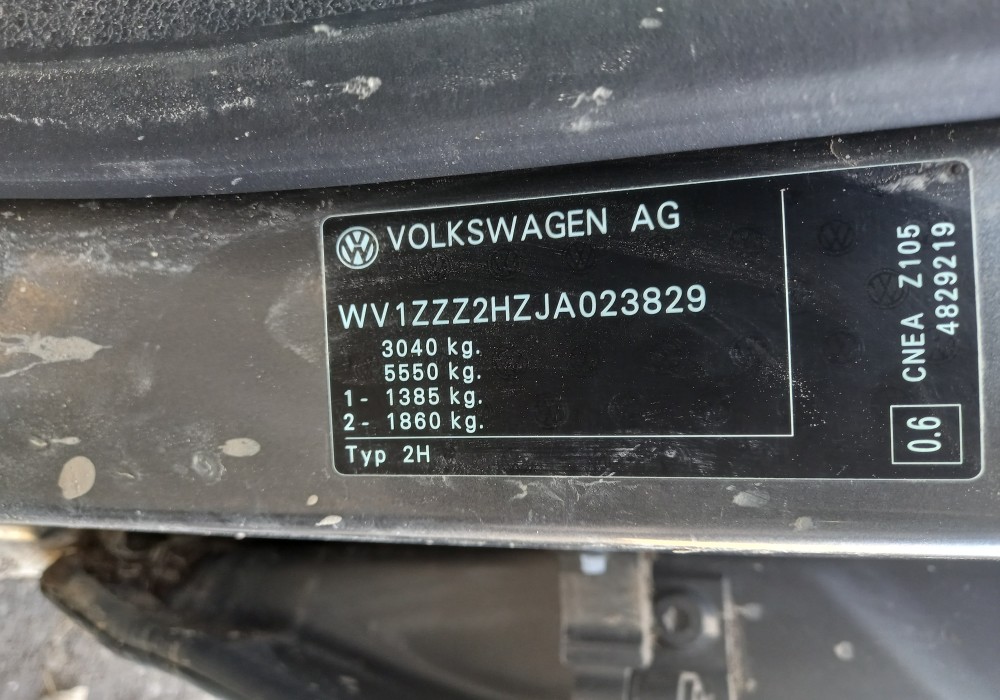 VOLKSWAGEN AG
WV1ZZZ2HZJA023829
3040 kg.
5550 kg.
1- 1385 kg.
2- 1860 kg.
Typ 2H
CNEA Z105
4829219
0.6